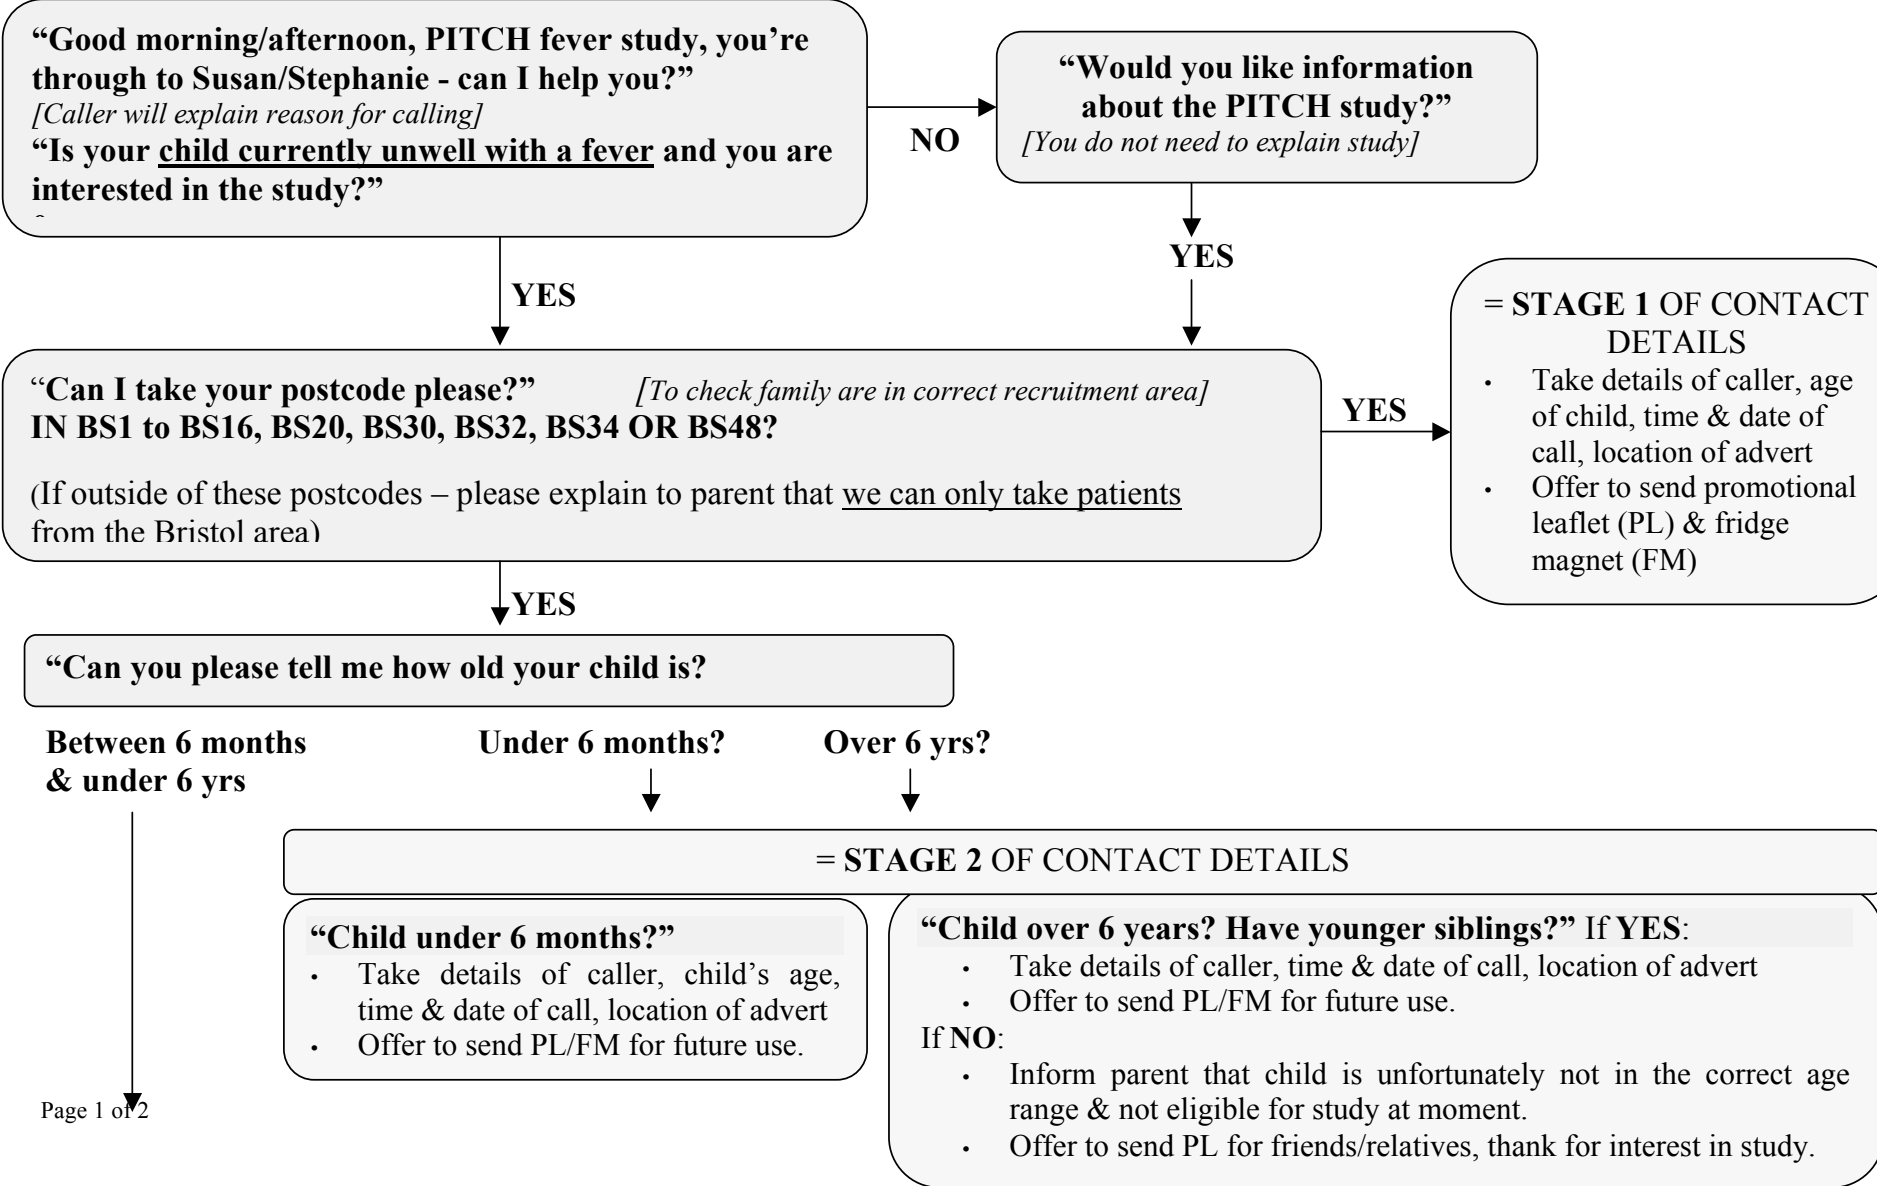 “Good morning/afternoon, PITCH fever study, you’re
through to Susan/Stephanie - can I help you?”
[Caller will explain reason for calling]
“Is your child currently unwell with a fever and you are
interested in the study?”
NO
“Would you like information
about the PITCH study?”
[You do not need to explain study]
YES
YES
“Can I take your postcode please?” [To check family are in correct recruitment area]
IN BS1 to BS16, BS20, BS30, BS32, BS34 OR BS48?
(If outside of these postcodes – please explain to parent that we can only take patients
from the Bristol area)
YES
= STAGE 1 OF CONTACT
DETAILS
• Take details of caller, age
of child, time & date of
call, location of advert
• Offer to send promotional
leaflet (PL) & fridge
magnet (FM)
YES
“Can you please tell me how old your child is?
Between 6 months
& under 6 yrs
Under 6 months?
Over 6 yrs?
= STAGE 2 OF CONTACT DETAILS
“Child under 6 months?”
• Take details of caller, child’s age,
time & date of call, location of advert
• Offer to send PL/FM for future use.
“Child over 6 years? Have younger siblings?” If YES:
• Take details of caller, time & date of call, location of advert
• Offer to send PL/FM for future use.
If NO:
• Inform parent that child is unfortunately not in the correct age
range & not eligible for study at moment.
• Offer to send PL for friends/relatives, thank for interest in study.
Page 1 of 2